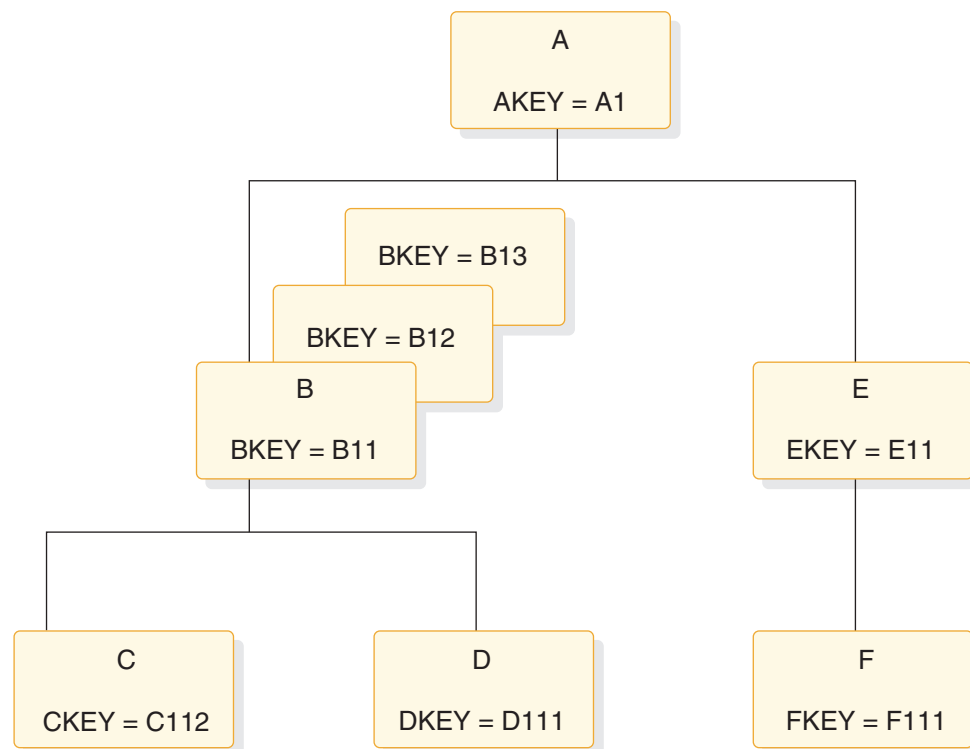 A
AKEY = A1
BKEY = B13
BKEY = B12
B
BKEY = B11
E
EKEY = E11
C
CKEY = C112
D
DKEY = D111
F
FKEY = F111